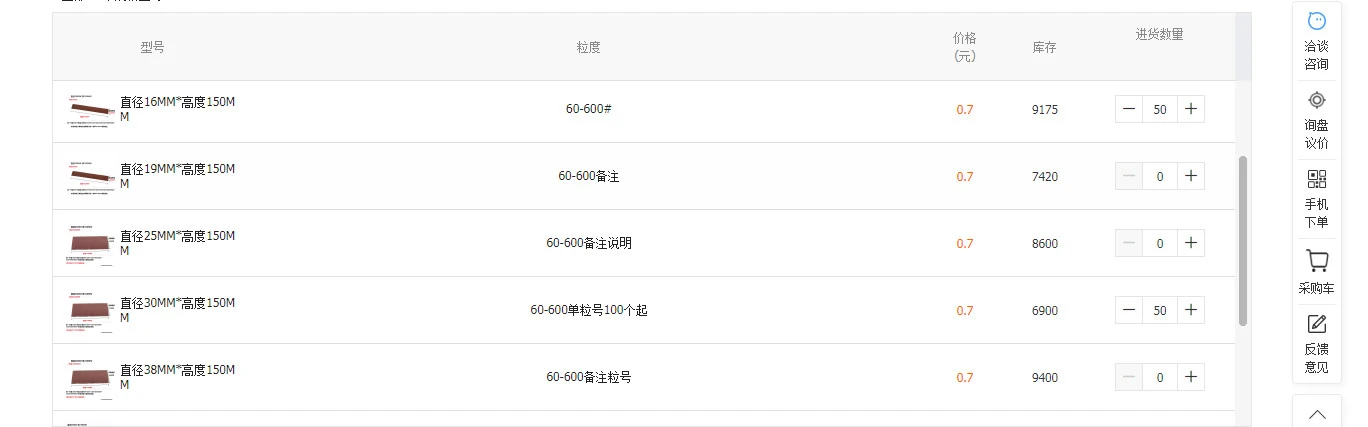 型号
粒度
价格
(元)
库存
进货数量
直径16MM*高度150M
M
60-600#
0.7
9175
50
直径19MM*高度150M
M
60-600备注
0.7
7420
0
直径25MM*高度150M
M
60-600备注说明
0.7
8600
0
直径30MM*高度150M
M
60-600单粒号100个起
0.7
6900
50
直径38MM*高度150M
M
60-600备注粒号
0.7
9400
0
洽谈
咨询
询盘
议价
手机
下单
采购车
反馈
意见